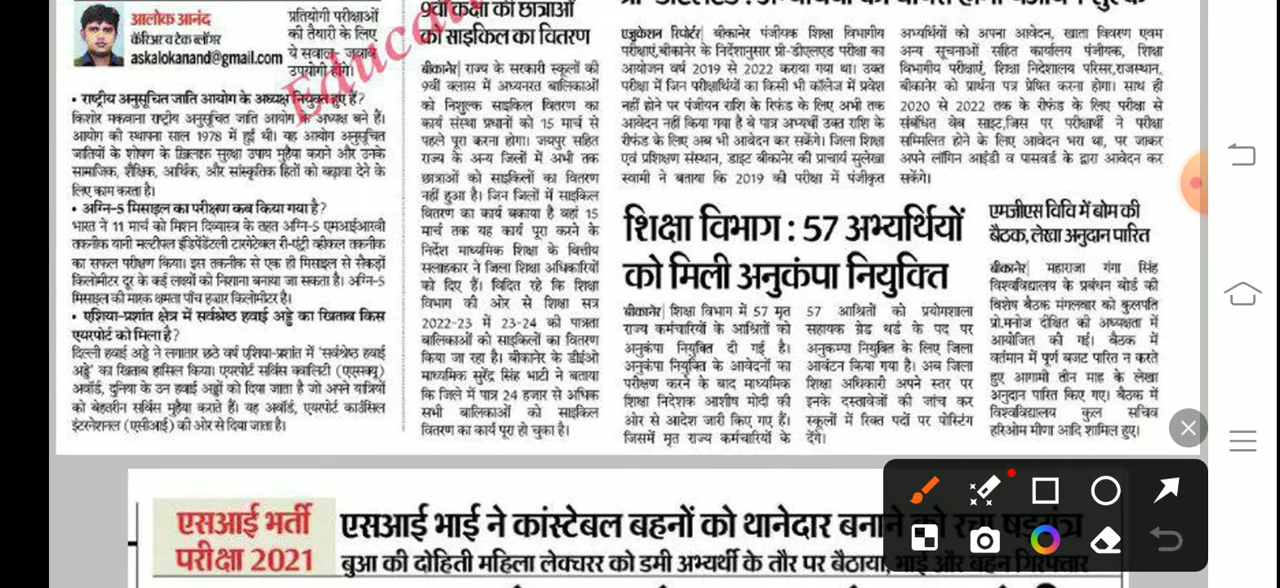 आलोक आनंद
कॅरिअर व टेक ब्लॉगर
askalokanand@gmail.com
प्रतियोगी परीक्षाओं
की तैयारी के लिए
ये सवाल- जवाब
उपयोगी होंगे।
• राष्ट्रीय अनुसूचित जाति आयोग के अध्यक्ष नियुक्त हुए हैं?
किशोर मकवाना राष्ट्रीय अनुसूचित जाति आयोग के अध्यक्ष बने हैं।
आयोग की स्थापना साल 1978 में हुई थी। यह आयोग अनुसूचित
जातियों के शोषण के खिलाफ सुरक्षा उपाय मुहैया कराने और उनके
सामाजिक, शैक्षिक, आर्थिक, और सांस्कृतिक हितों को बढ़ावा देने के
लिए काम करता है।
• अग्नि-5 मिसाइल का परीक्षण कब किया गया है?
भारत ने 11 मार्च को मिशन दिव्यास्त्र के तहत अग्नि-5 एमआईआरवी
तकनीक यानी मल्टीपल इंडिपेंडेंटली टारगेटेबल री-एंट्री व्हीकल तकनीक
का सफल परीक्षण किया। इस तकनीक से एक ही मिसाइल से सैकड़ों
किलोमीटर दूर के कई लक्ष्यों को निशाना बनाया जा सकता है। अग्नि-5
मिसाइल की मारक क्षमता पाँच हजार किलोमीटर है।
• एशिया-प्रशांत क्षेत्र में सर्वश्रेष्ठ हवाई अड्डे का खिताब किस
एयरपोर्ट को मिला है?
दिल्ली हवाई अड्डे ने लगातार छठे वर्ष एशिया-प्रशांत में 'सर्वश्रेष्ठ हवाई
अड्डे' का खिताब हासिल किया। एयरपोर्ट सर्विस क्वालिटी (एएसक्यू)
अवॉर्ड, दुनिया के उन हवाई अड्डों को दिया जाता है जो अपने यात्रियों
को बेहतरीन सर्विस मुहैया कराते हैं। यह अवॉर्ड, एयरपोर्ट काउंसिल
इंटरनेशनल (एसीआई) की ओर से दिया जाता है।
9वीं कक्षा की छात्राओं
को साइकिल का वितरण
बीकानेर| राज्य के सरकारी स्कूलों की
9वीं क्लास में अध्यनरत बालिकाओं
को निशुल्क साइकिल वितरण का
कार्य संस्था प्रधानों को 15 मार्च से
पहले पूरा करना होगा। जयपुर सहित
राज्य के अन्य जिलों में अभी तक
छात्राओं को साइकिलों का वितरण
नहीं हुआ है। जिन जिलों में साइकिल
वितरण का कार्य बकाया है वहां 15
मार्च तक यह कार्य पूरा करने के
निर्देश माध्यमिक शिक्षा के वित्तीय
सलाहकार ने जिला शिक्षा अधिकारियों
को दिए हैं। विदित रहे कि शिक्षा
विभाग की ओर से शिक्षा सत्र
2022-23 में 23-24 की पात्रता
बालिकाओं को साइकिलों का वितरण
किया जा रहा है। बीकानेर के डीईओ
माध्यमिक सुरेंद्र सिंह भाटी ने बताया
कि जिले में पात्र 24 हजार से अधिक
सभी बालिकाओं को साइकिल
वितरण का कार्य पूरा हो चुका है।
एजुकेशन रिपोर्टर| बीकानेर पंजीयक शिक्षा विभागीय
परीक्षाएं,बीकानेर के निर्देशानुसार प्री-डीएलएड परीक्षा का
आयोजन वर्ष 2019 से 2022 कराया गया था। उक्त
परीक्षा में जिन परीक्षार्थियों का किसी भी कॉलेज में प्रवेश
नहीं होने पर पंजीयन राशि के रिफंड के लिए अभी तक
आवेदन नहीं किया गया है वे पात्र अभ्यर्थी उक्त राशि के
रीफंड के लिए अब भी आवेदन कर सकेंगे। जिला शिक्षा
एवं प्रशिक्षण संस्थान, डाइट बीकानेर की प्राचार्य सुलेखा
स्वामी ने बताया कि 2019 की परीक्षा में पंजीकृत
अभ्यर्थियों को अपना आवेदन, खाता विवरण एवम
अन्य सूचनाओं सहित कार्यालय पंजीयक, शिक्षा
विभागीय परीक्षाएं, शिक्षा निदेशालय परिसर,राजस्थान,
बीकानेर को प्रार्थना पत्र प्रेषित करना होगा। साथ ही
2020 से 2022 तक के रीफंड के लिए परीक्षा से
संबंधित वेब साइट,जिस पर परीक्षार्थी ने परीक्षा
सम्मिलित होने के लिए आवेदन भरा था, पर जाकर
अपने लॉगिन आईडी व पासवर्ड के द्वारा आवेदन कर
सकेंगे।
शिक्षा विभाग : 57 अभ्यर्थियों
को मिली अनुकंपा नियुक्ति
बीकानेर| शिक्षा विभाग में 57 मृत
राज्य कर्मचारियों के आश्रितों को
अनुकंपा नियुक्ति दी गई है।
अनुकंपा नियुक्ति के आवेदनों का
परीक्षण करने के बाद माध्यमिक
शिक्षा निदेशक आशीष मोदी की
ओर से आदेश जारी किए गए हैं।
जिसमें मृत राज्य कर्मचारियों के
57 आश्रितों को प्रयोगशाला
सहायक ग्रेड थर्ड के पद पर
अनुकम्पा नियुक्ति के लिए जिला
आवंटन किया गया है। अब जिला
शिक्षा अधिकारी अपने स्तर पर
इनके दस्तावेजों की जांच कर
स्कूलों में रिक्त पदों पर पोस्टिंग
देंगे।
एमजीएस विवि में बोम की
बैठक, लेखा अनुदान पारित
बीकानेर| महाराजा गंगा सिंह
विश्वविद्यालय के प्रबंधन बोर्ड की
विशेष बैठक मंगलवार को कुलपति
प्रो.मनोज दीक्षित की अध्यक्षता में
आयोजित की गई। बैठक में
वर्तमान में पूर्ण बजट पारित न करते
हुए आगामी तीन माह के लेखा
अनुदान पारित किए गए। बैठक में
विश्वविद्यालय कुल सचिव
हरिओम मीणा आदि शामिल हुए।
एसआई भर्ती
परीक्षा 2021
एसआई भाई ने कांस्टेबल बहनों को थानेदार बनाने को रचा षड्यंत्र
बुआ की दोहिती महिला लेक्चरर को डमी अभ्यर्थी के तौर पर बैठाया, भाई और बहन गिरफ्तार